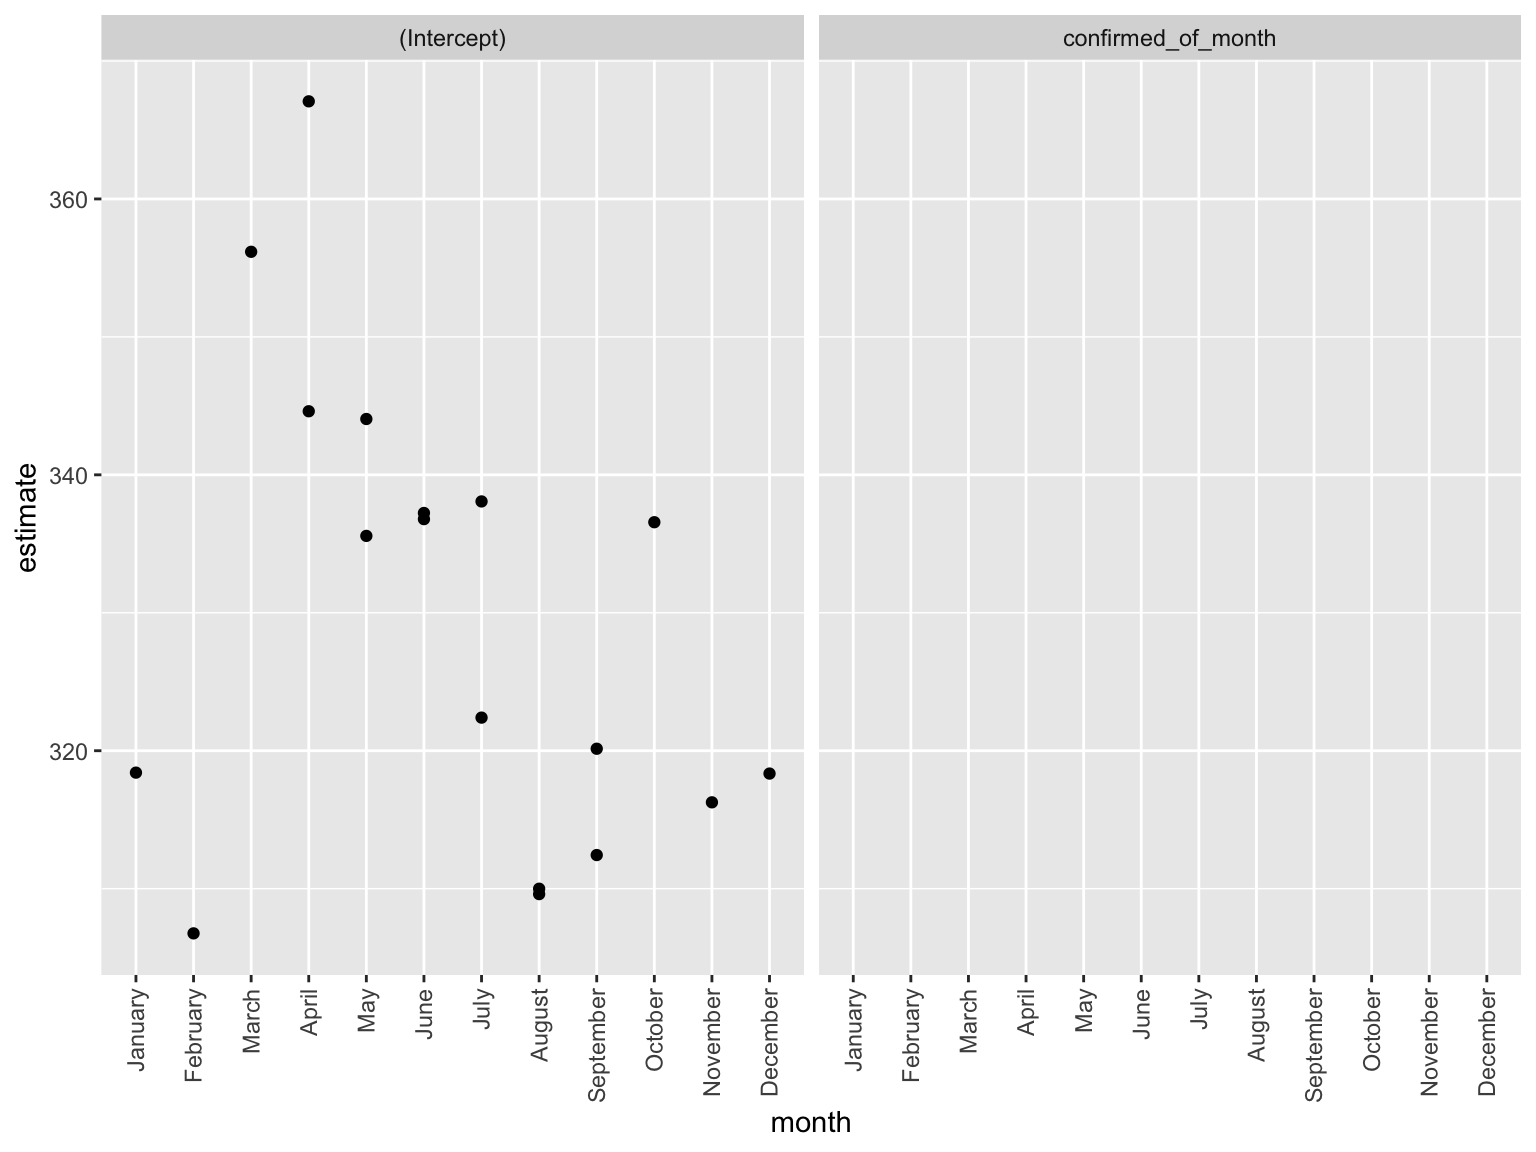 (Intercept)
confirmed_of_month
estimate
360
340
320
January
February
March
April
May
June
July
August
September
October
November
December
January
February
March
April
May
June
July
August
September
October
November
December
month